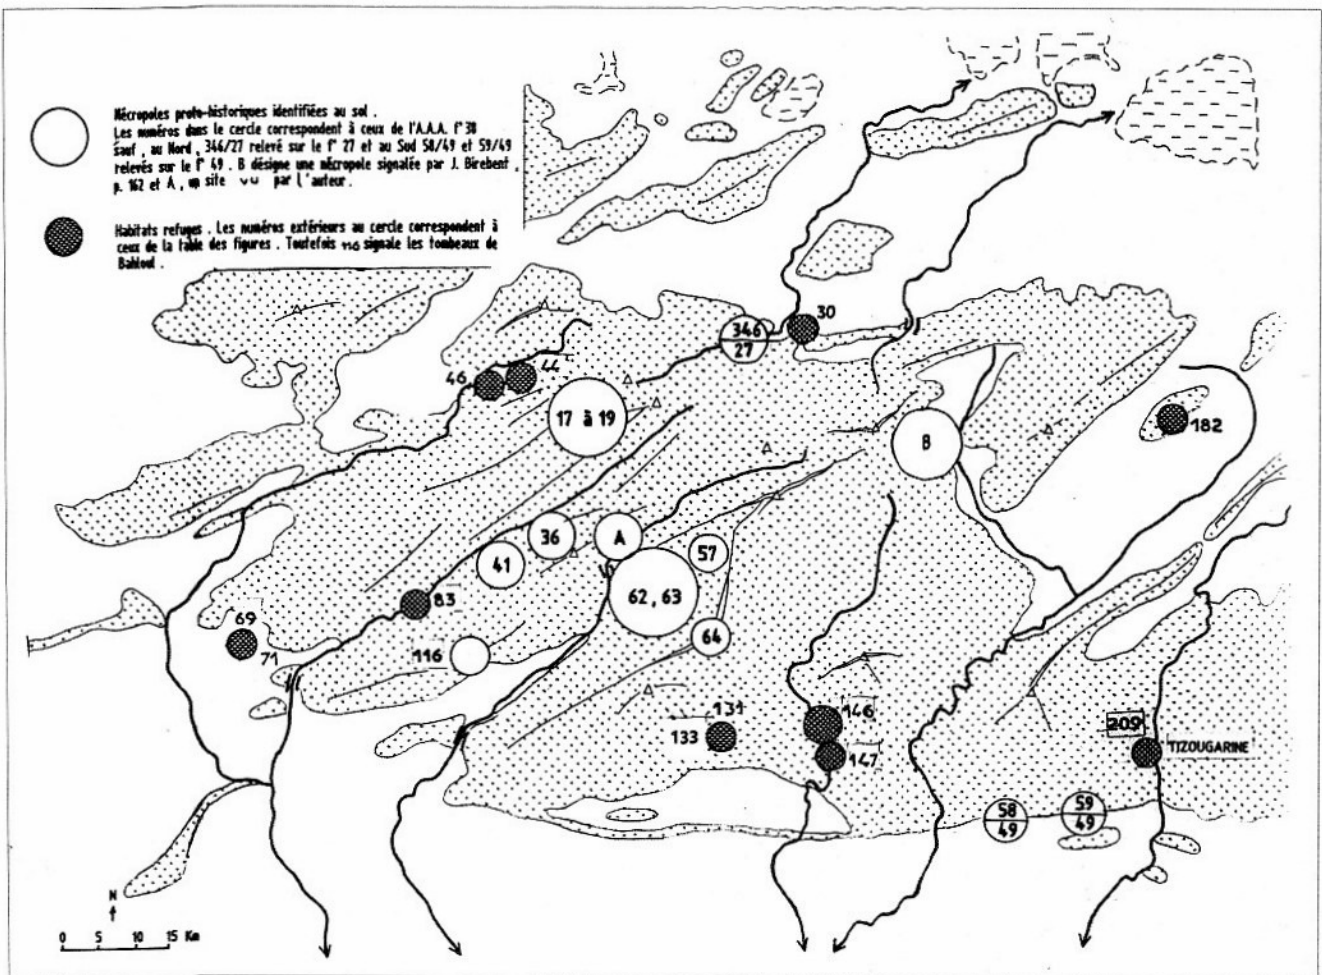 Nécropoles proto-historiques identifiées au sol .
Les numéros dans le cercle correspondent à ceux de l'A.A.A. f° 38
sauf , au Nord , 346/27 relevé sur le f° 27 et au Sud 58/49 et 59/49
relevés sur le f° 49 . B désigne une nécropole signalée par J. Birebent ,
p. 162 et A , un site vu par l'auteur .
Habitats refuges . Les numéros extérieurs au cercle correspondent à
ceux de la table des figures . Toutefois 116 signale les tombeaux de
Bahloul .
30
346
27
46
44
17 à 19
B
182
36
A
41
57
62 , 63
83
69
71
116
64
131
133
146
147
209
TIZOUGARINE
58
49
59
49
N
0 5 10 15 Km